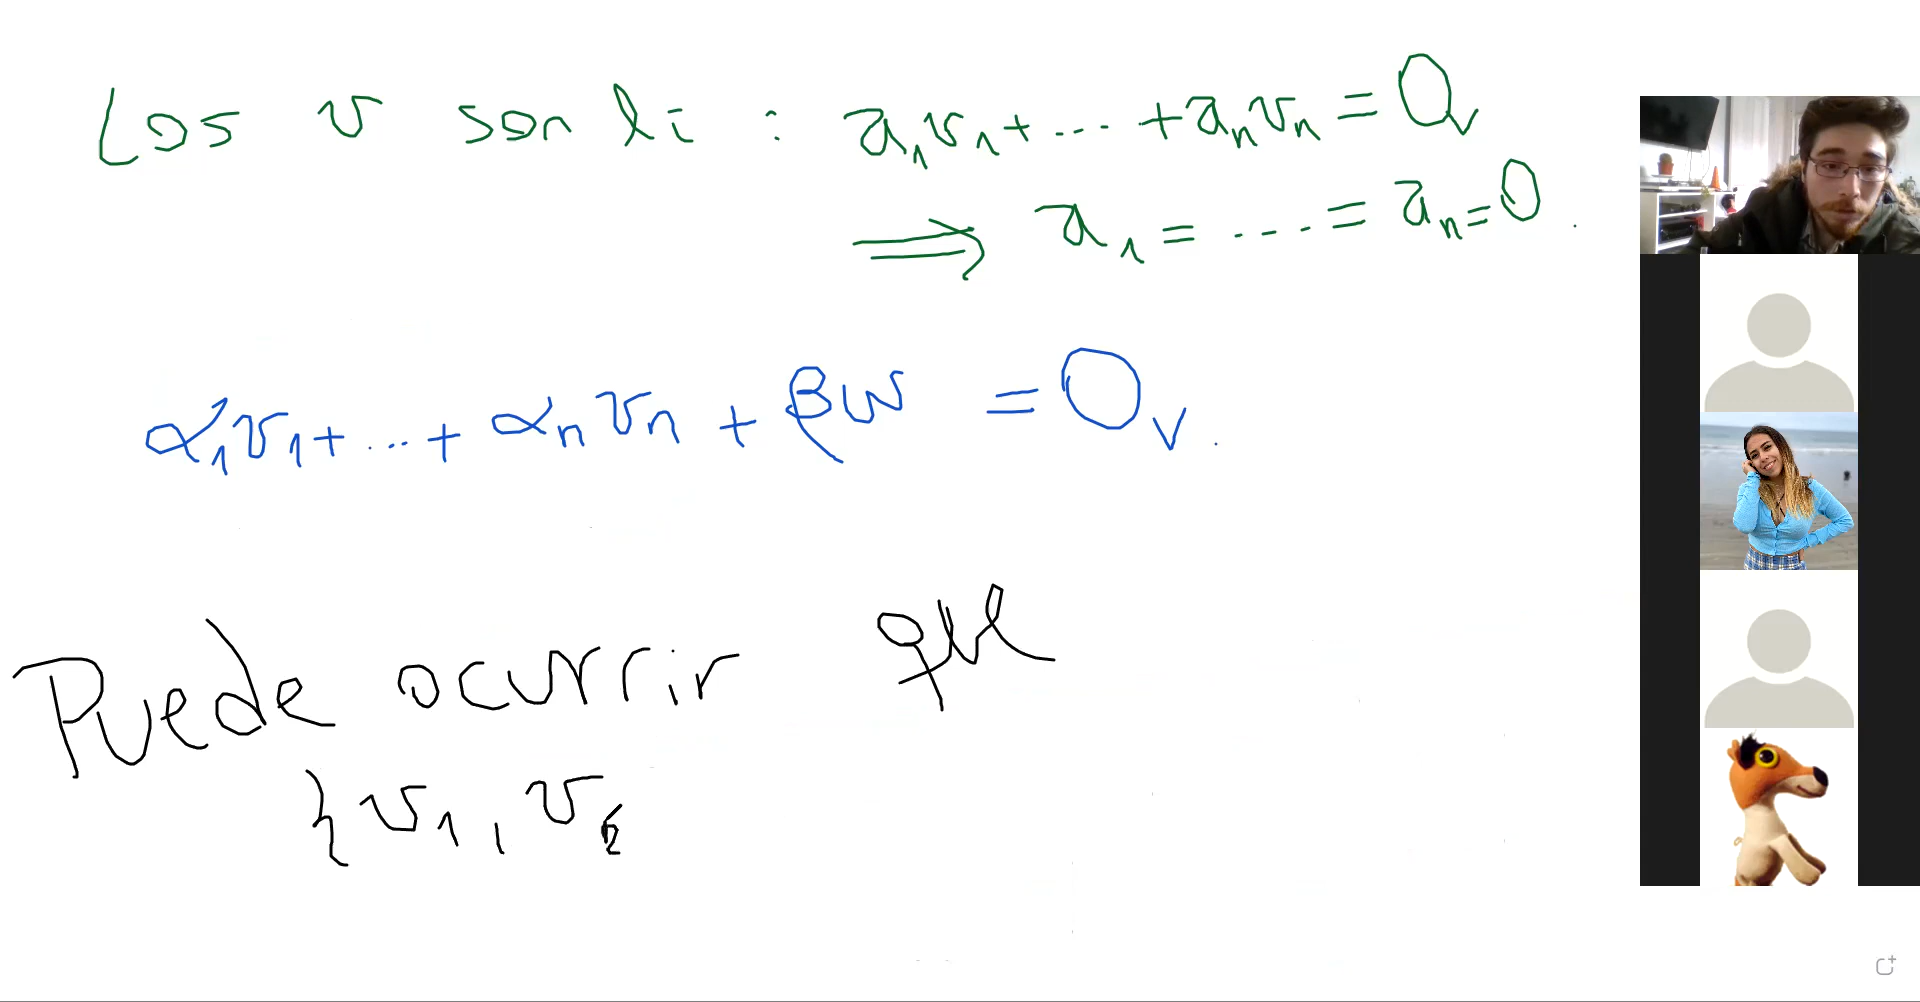 Los v son li : a₁v₁+...+aₙvₙ=0ᵥ
⟹ a₁=....=aₙ=0.
α₁v₁+...+αₙvₙ+βw=0ᵥ.
Puede ocurrir que
{v₁,v₂